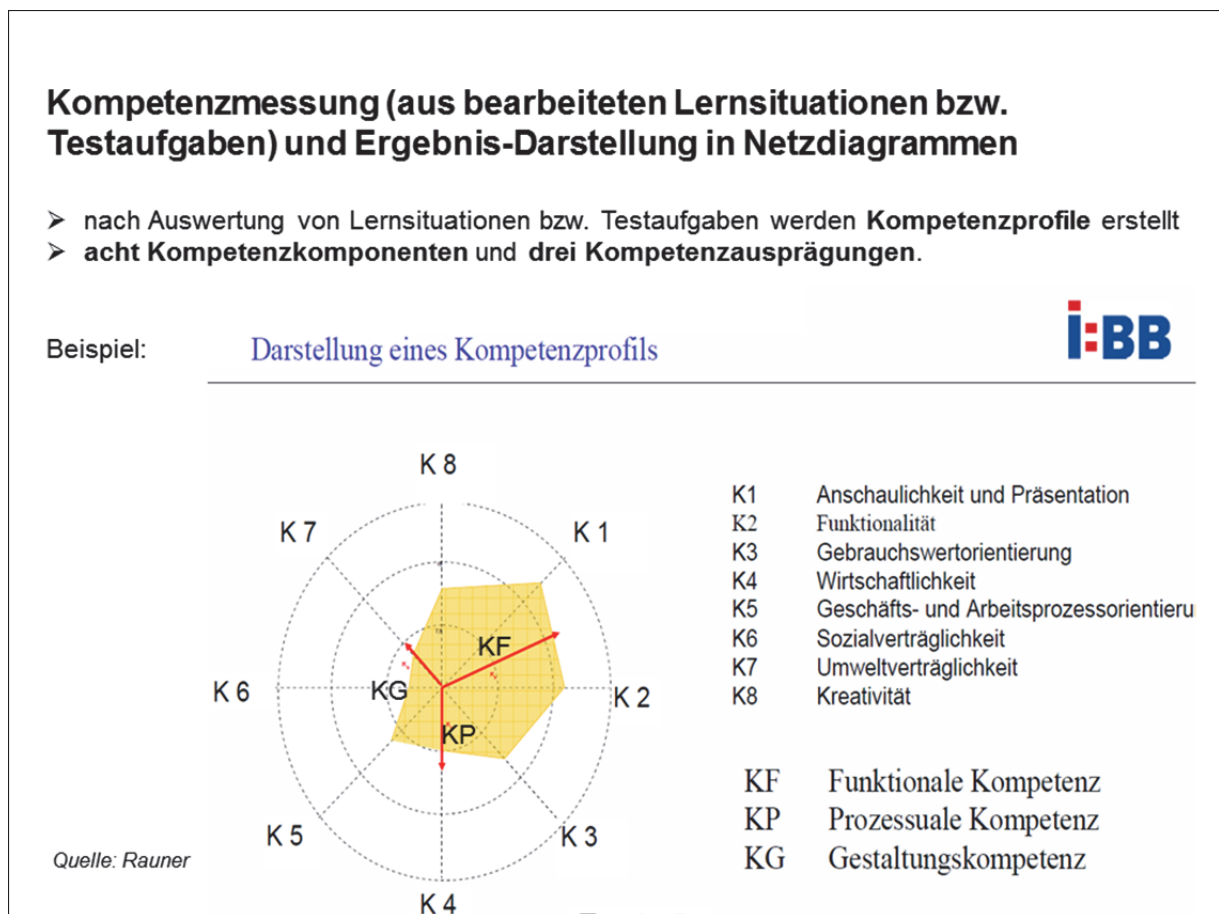 Kompetenzmessung (aus bearbeiteten Lernsituationen bzw.
Testaufgaben) und Ergebnis-Darstellung in Netzdiagrammen
➢ nach Auswertung von Lernsituationen bzw. Testaufgaben werden Kompetenzprofile erstellt
➢ acht Kompetenzkomponenten und drei Kompetenzausprägungen.
Beispiel:
Darstellung eines Kompetenzprofils
i:BB
K 8
K 7
K 1
KF
K 6
KG
K 2
KP
K 5
K 3
K 4
K1 Anschaulichkeit und Präsentation
K2 Funktionalität
K3 Gebrauchswertorientierung
K4 Wirtschaftlichkeit
K5 Geschäfts- und Arbeitsprozessorientieru
K6 Sozialverträglichkeit
K7 Umweltverträglichkeit
K8 Kreativität
KF Funktionale Kompetenz
KP Prozessuale Kompetenz
KG Gestaltungskompetenz
Quelle: Rauner